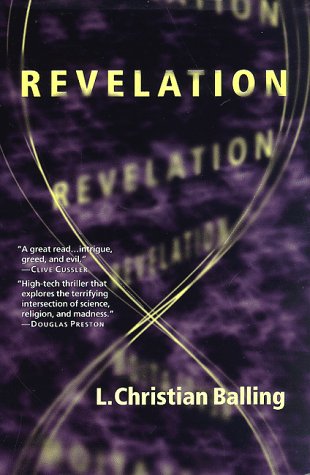 REVELATION
REVELATION
REVELATION
"A great read...intrigue,
greed, and evil."
—CLIVE CUSSLER
"High-tech thriller that
explores the terrifying
intersection of science,
religion, and madness."
—DOUGLAS PRESTON
L. Christian Balling